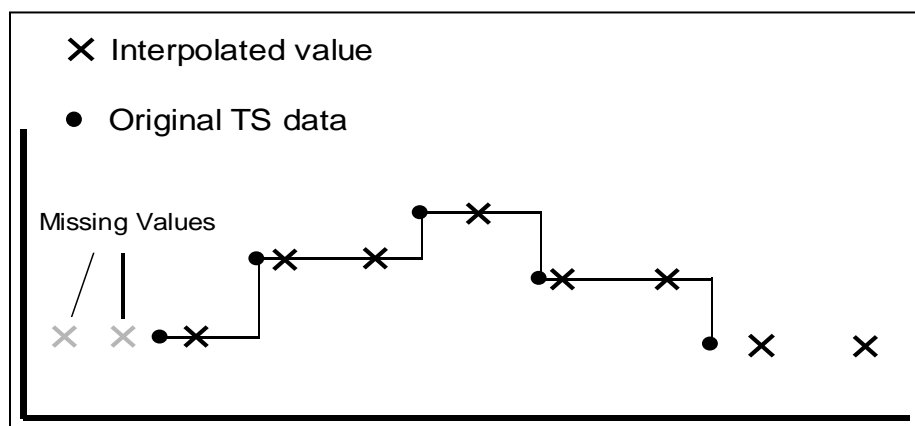 Interpolated value
Original TS data
Missing Values